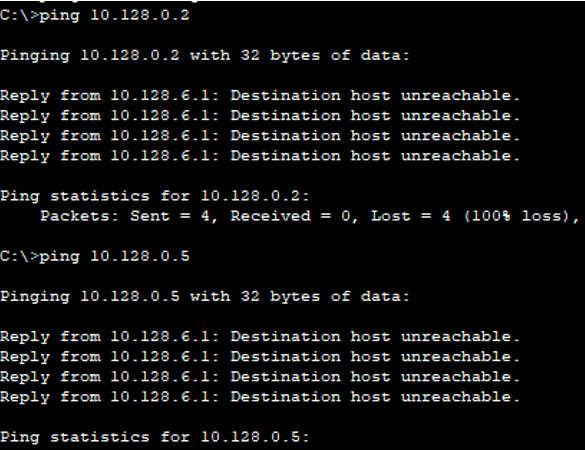 C:\>ping 10.128.0.2
Pinging 10.128.0.2 with 32 bytes of data:
Reply from 10.128.6.1: Destination host unreachable.
Reply from 10.128.6.1: Destination host unreachable.
Reply from 10.128.6.1: Destination host unreachable.
Reply from 10.128.6.1: Destination host unreachable.
Ping statistics for 10.128.0.2:
    Packets: Sent = 4, Received = 0, Lost = 4 (100% loss),
C:\>ping 10.128.0.5
Pinging 10.128.0.5 with 32 bytes of data:
Reply from 10.128.6.1: Destination host unreachable.
Reply from 10.128.6.1: Destination host unreachable.
Reply from 10.128.6.1: Destination host unreachable.
Reply from 10.128.6.1: Destination host unreachable.
Ping statistics for 10.128.0.5: